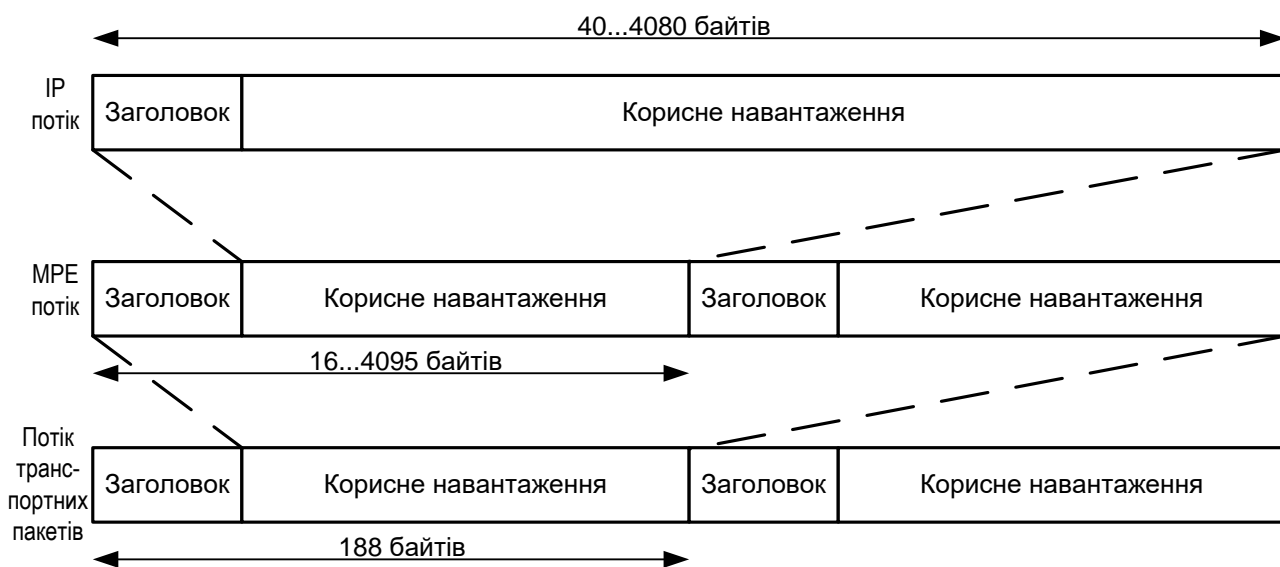 40...4080 байтів
IP
потік
Заголовок
Корисне навантаження
MPE
потік
Заголовок
Корисне навантаження
Заголовок
Корисне навантаження
16...4095 байтів
Потік
транс-
портних
пакетів
Заголовок
Корисне навантаження
Заголовок
Корисне навантаження
188 байтів